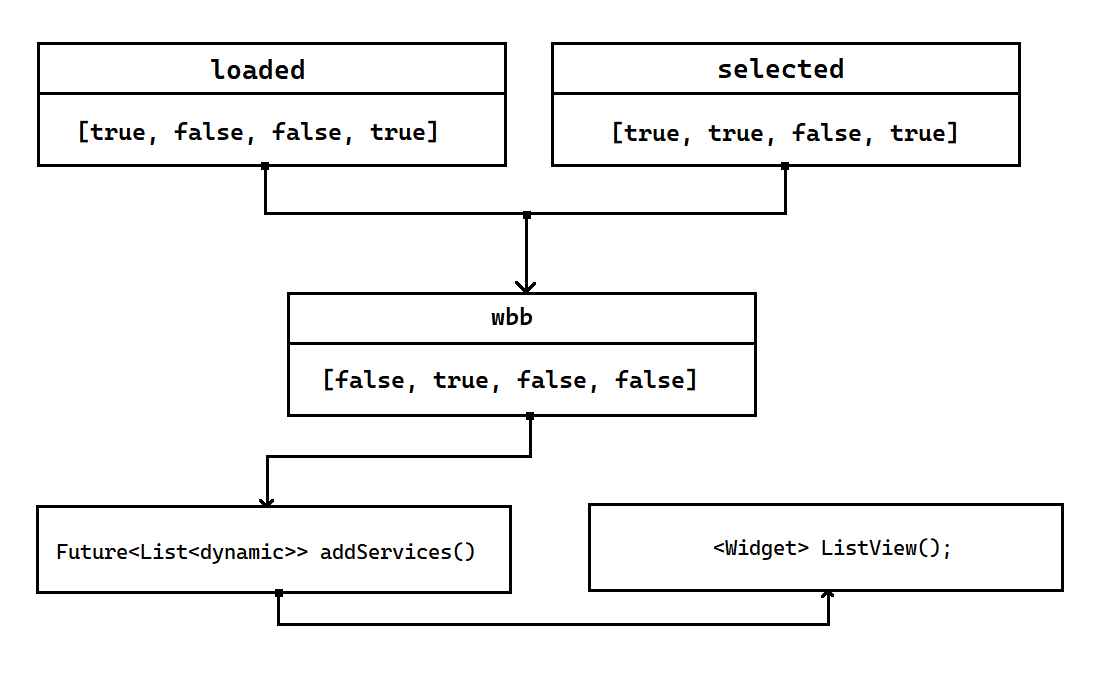 loaded
[true, false, false, true]
selected
[true, true, false, true]
wbb
[false, true, false, false]
Future<List<dynamic>> addServices()
<Widget> ListView();